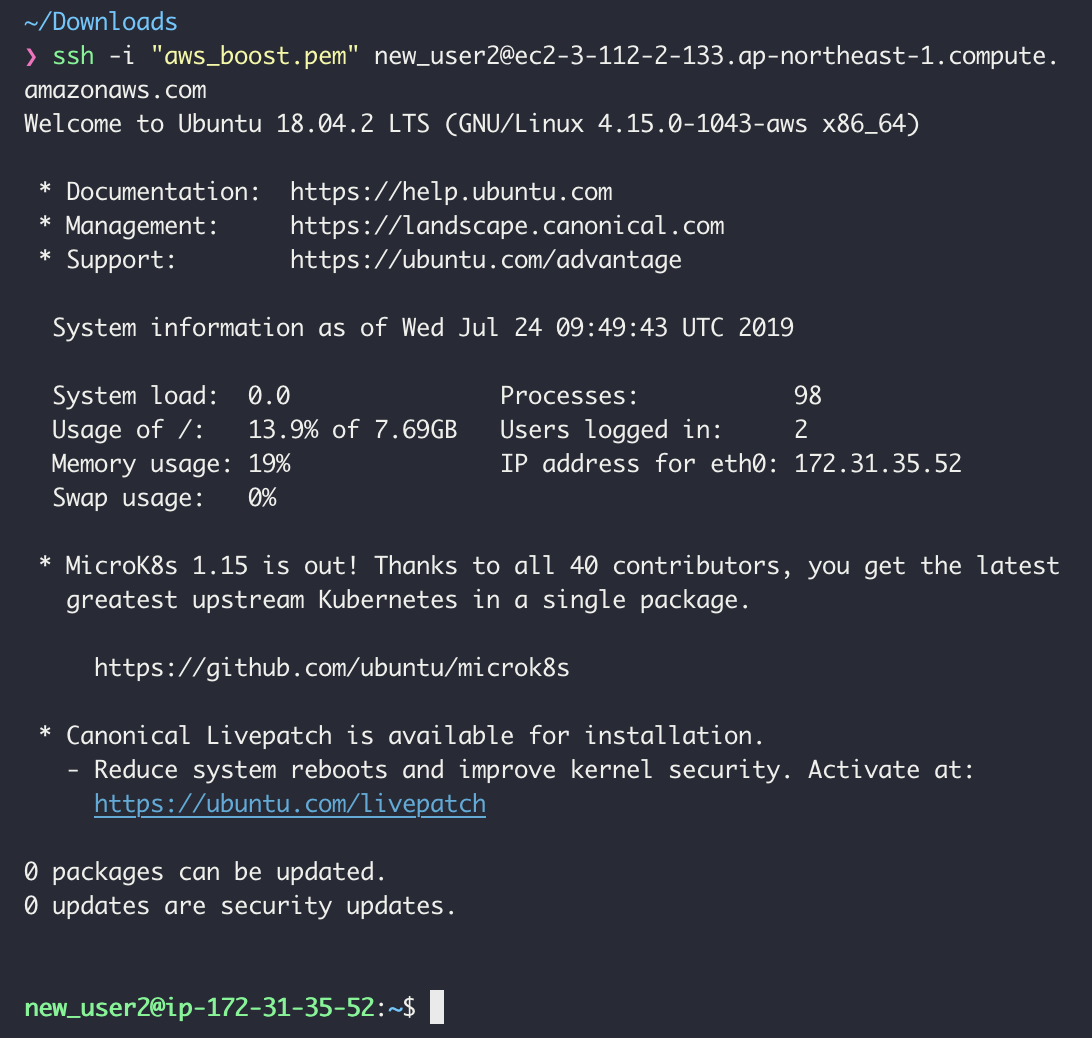 ~/Downloads
❯ ssh -i "aws_boost.pem" new_user2@ec2-3-112-2-133.ap-northeast-1.compute.
amazonaws.com
Welcome to Ubuntu 18.04.2 LTS (GNU/Linux 4.15.0-1043-aws x86_64)

 * Documentation:  https://help.ubuntu.com
 * Management:     https://landscape.canonical.com
 * Support:        https://ubuntu.com/advantage

  System information as of Wed Jul 24 09:49:43 UTC 2019

  System load:  0.0               Processes:           98
  Usage of /:   13.9% of 7.69GB   Users logged in:     2
  Memory usage: 19%               IP address for eth0: 172.31.35.52
  Swap usage:   0%

 * MicroK8s 1.15 is out! Thanks to all 40 contributors, you get the latest
   greatest upstream Kubernetes in a single package.

     https://github.com/ubuntu/microk8s

 * Canonical Livepatch is available for installation.
   - Reduce system reboots and improve kernel security. Activate at:
     https://ubuntu.com/livepatch

0 packages can be updated.
0 updates are security updates.


new_user2@ip-172-31-35-52:~$